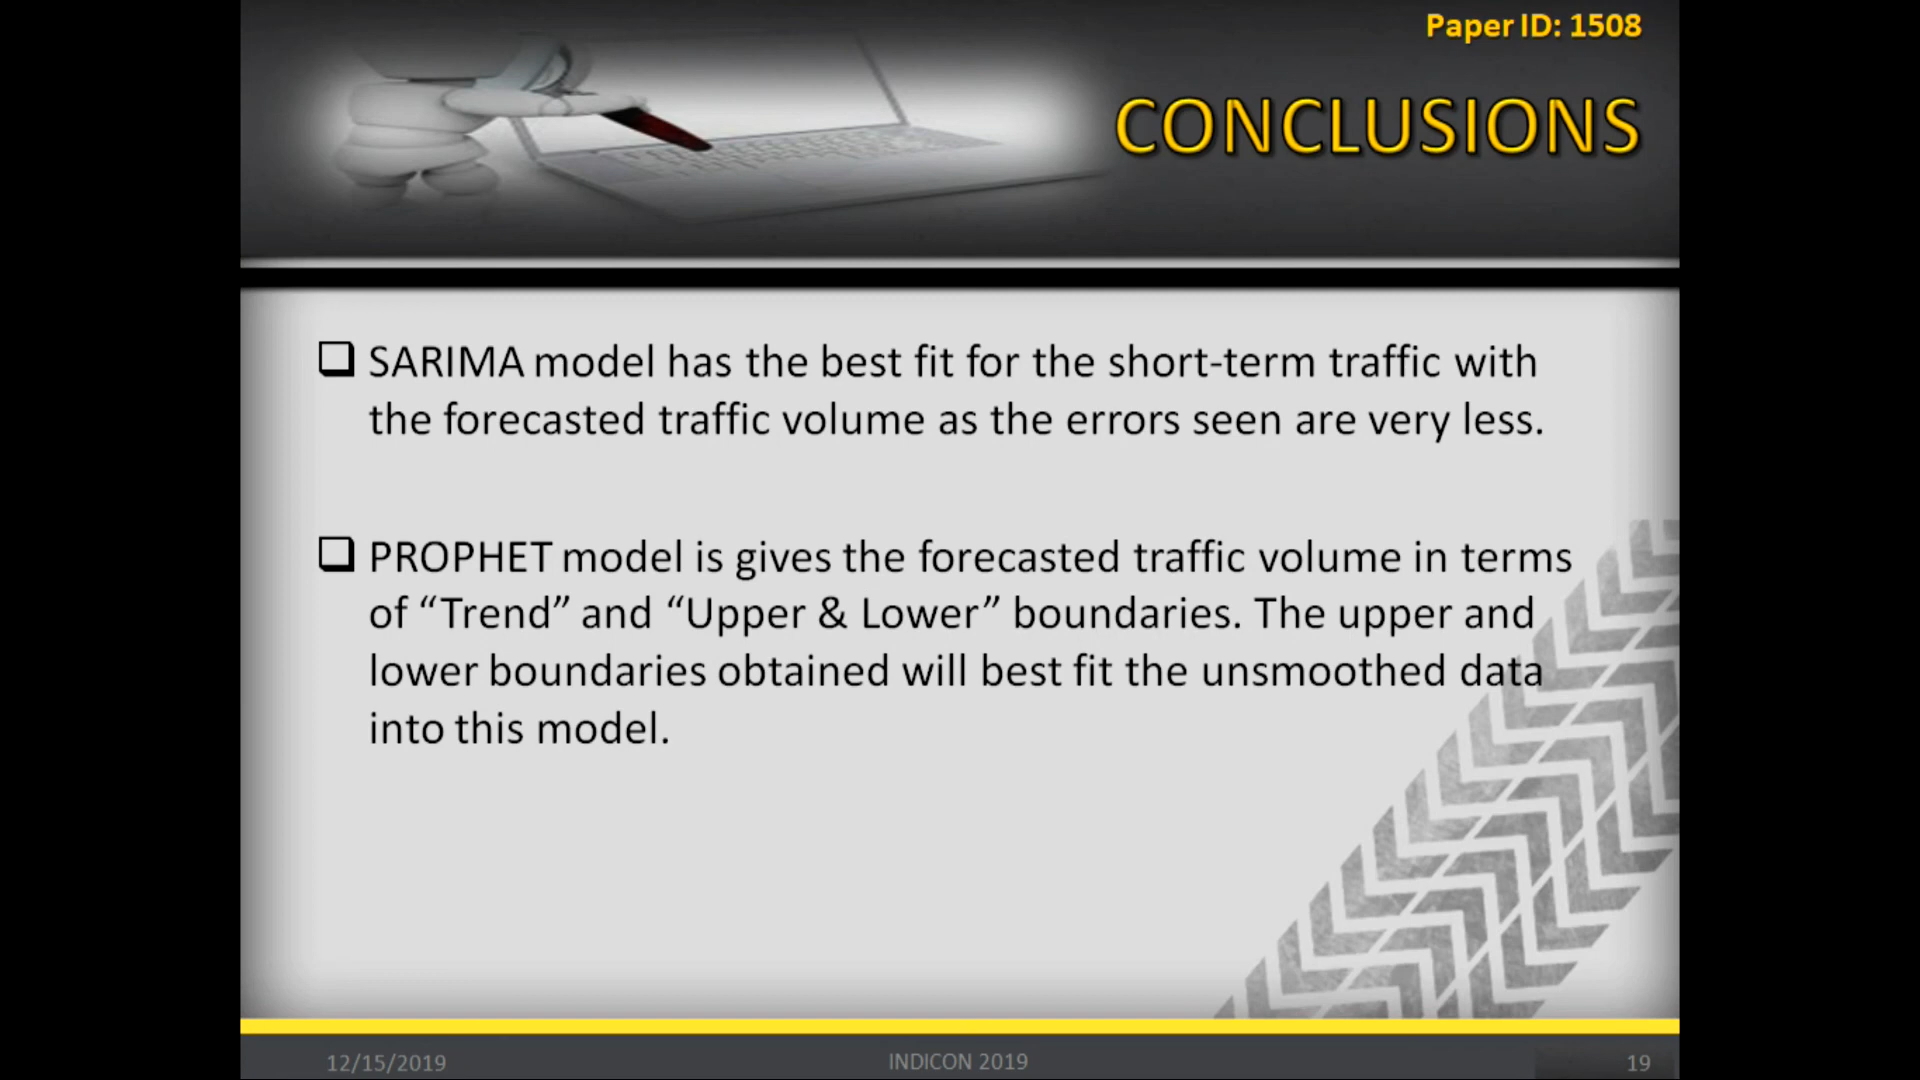 Paper ID: 1508
CONCLUSIONS
SARIMA model has the best fit for the short-term traffic with
the forecasted traffic volume as the errors seen are very less.
PROPHET model is gives the forecasted traffic volume in terms
of “Trend” and “Upper & Lower” boundaries. The upper and
lower boundaries obtained will best fit the unsmoothed data
into this model.
12/15/2019
INDICON 2019
19